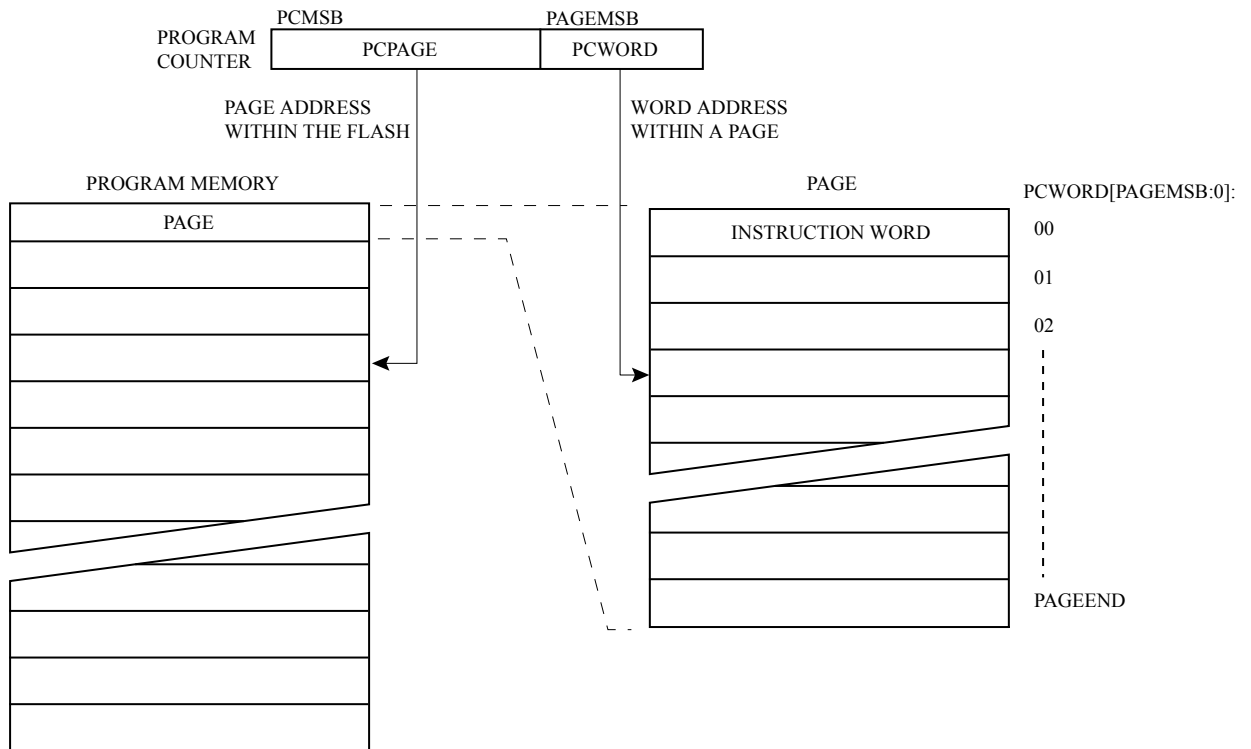 PCMSB
PAGEMSB
PROGRAM
COUNTER
PCPAGE
PCWORD
PAGE ADDRESS
WITHIN THE FLASH
WORD ADDRESS
WITHIN A PAGE
PROGRAM MEMORY
PAGE
PAGE
PCWORD[PAGEMSB:0]:
INSTRUCTION WORD
00
01
02
PAGEEND